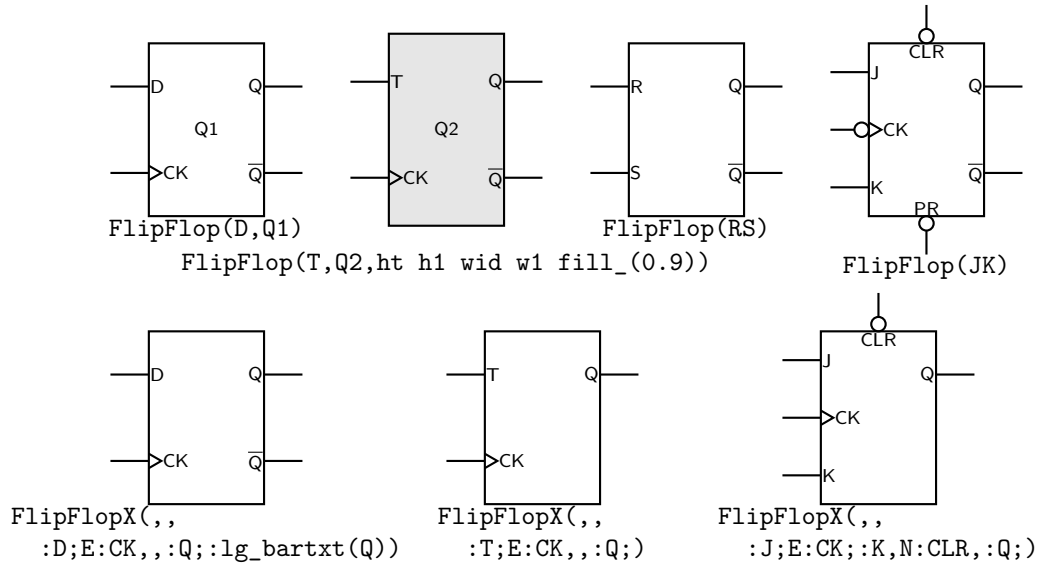 CLR
D
Q
Q1
CK
Q̅
FlipFlop(D,Q1)
T
Q
Q2
CK
Q̅
FlipFlop(T,Q2,ht h1 wid w1 fill_(0.9))
R
Q
S
Q̅
FlipFlop(RS)
J
Q
CK
K
Q̅
PR
FlipFlop(JK)
D
Q
CK
Q̅
FlipFlopX(,,
:D;E:CK,,:Q;:lg_bartxt(Q))
T
Q
CK
FlipFlopX(,,
:T;E:CK,,:Q;)
CLR
J
Q
CK
K
FlipFlopX(,,
:J;E:CK;:K,N:CLR,:Q;)